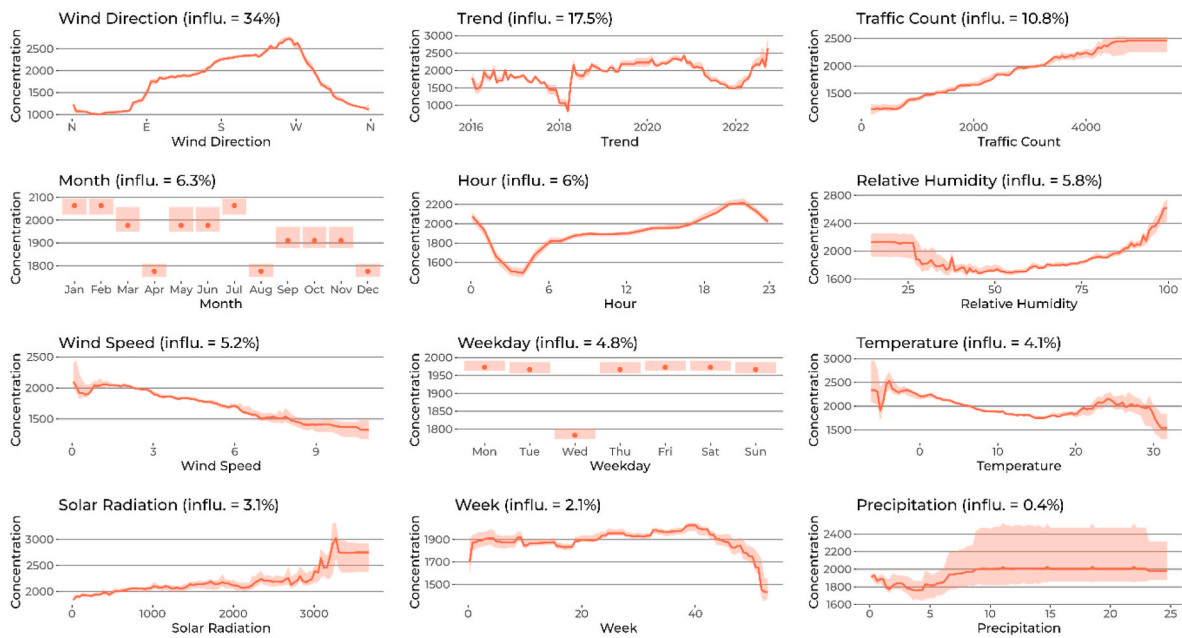 Wind Direction (influ. = 34%)
Concentration
2500
2000
1500
1000
N E S W N
Wind Direction
Trend (influ. = 17.5%)
Concentration
3000
2500
2000
1500
1000
2016 2018 2020 2022
Trend
Traffic Count (influ. = 10.8%)
Concentration
2500
2000
1500
1000
0 2000 4000
Traffic Count
Month (influ. = 6.3%)
Concentration
2100
2000
1900
1800
Jan Feb Mar Apr May Jun Jul Aug Sep Oct Nov Dec
Month
Hour (influ. = 6%)
Concentration
2200
2000
1800
1600
0 6 12 18 23
Hour
Relative Humidity (influ. = 5.8%)
Concentration
2800
2400
2000
1600
25 50 75 100
Relative Humidity
Wind Speed (influ. = 5.2%)
Concentration
2500
2000
1500
0 3 6 9
Wind Speed
Weekday (influ. = 4.8%)
Concentration
2000
1950
1900
1850
1800
Mon Tue Wed Thu Fri Sat Sun
Weekday
Temperature (influ. = 4.1%)
Concentration
3000
2500
2000
1500
0 10 20 30
Temperature
Solar Radiation (influ. = 3.1%)
Concentration
3000
2500
2000
0 1000 2000 3000
Solar Radiation
Week (influ. = 2.1%)
Concentration
1900
1700
1500
0 20 40
Week
Precipitation (influ. = 0.4%)
Concentration
2400
2200
2000
1800
1600
0 5 10 15 20 25
Precipitation